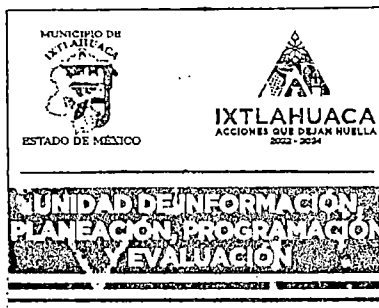 MUNICIPIO DE
IXTLAHUACA
ESTADO DE MÉXICO
IXTLAHUACA
ACCIONES QUE DEJAN HUELLA
2022 - 2024
UNIDAD DE INFORMACIÓN
PLANEACIÓN, PROGRAMACIÓN
Y EVALUACIÓN